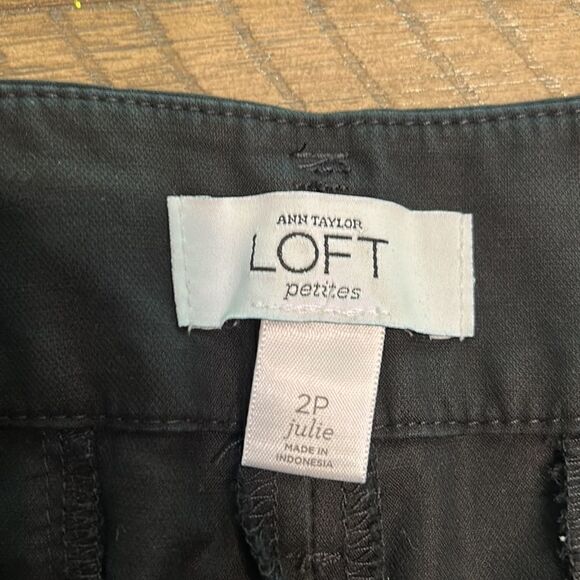 ANN TAYLOR
LOFT
petites
2P
julie
MADE IN
INDONESIA